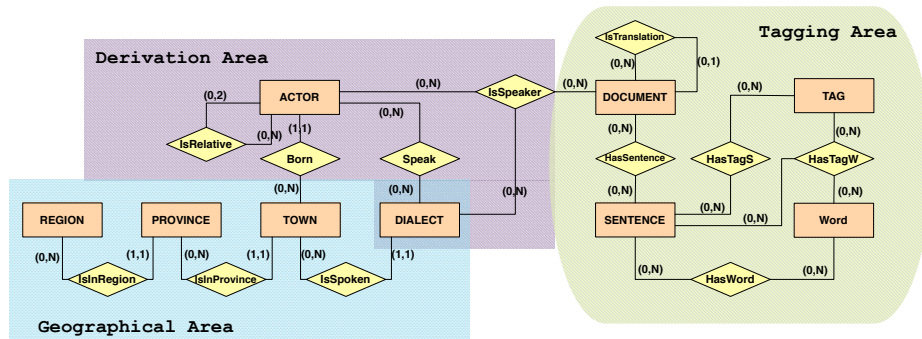 Tagging Area
IsTranslation
(0,N)
(0,1)
Derivation Area
(0,N)
IsSpeaker
(0,N)
DOCUMENT
TAG
(0,2)
ACTOR
(0,N)
(0,N)
(1,1)
(0,N)
(0,N)
(0,N)
(0,N)
IsRelative
Born
Speak
HasSentence
HasTagS
HasTagW
(0,N)
(0,N)
(0,N)
(0,N)
(0,N)
(0,N)
(0,N)
REGION
PROVINCE
TOWN
DIALECT
SENTENCE
Word
(0,N)
(1,1)
(0,N)
(1,1)
(0,N)
(1,1)
(0,N)
(0,N)
IsInRegion
IsInProvince
IsSpoken
HasWord
Geographical Area